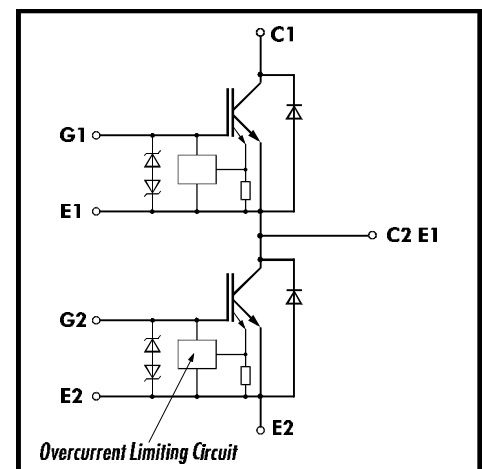 C1
G1
E1
C2 E1
G2
E2
E2
Overcurrent Limiting Circuit